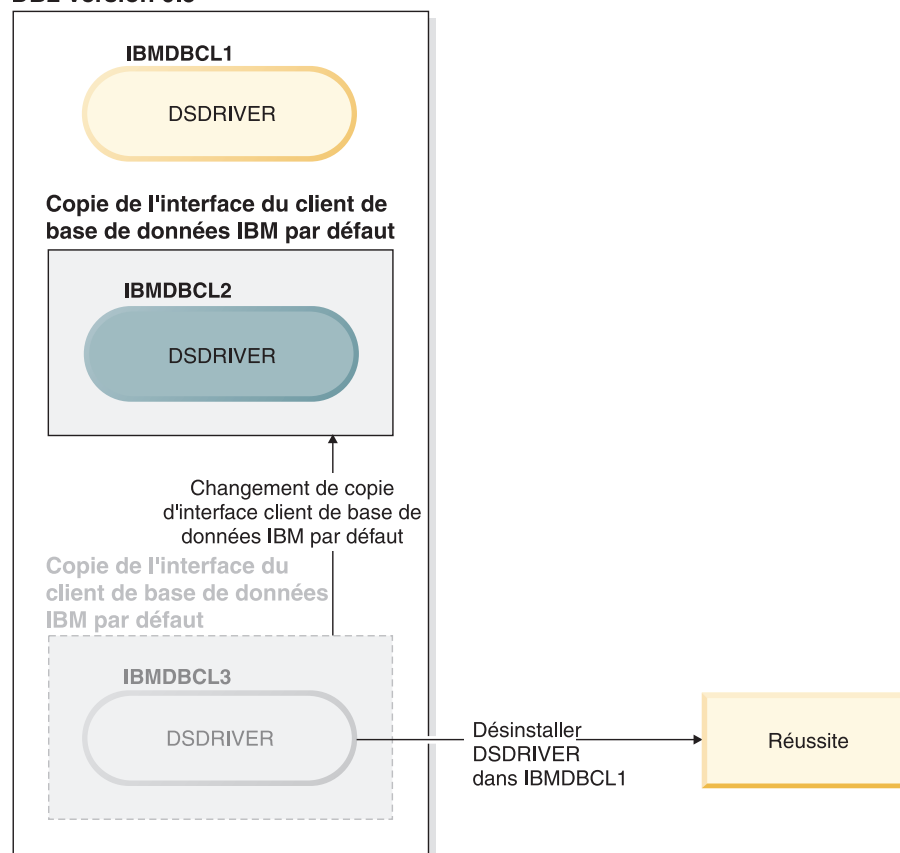 IBMDBCL1
DSDRIVER
Copie de l'interface du client de
base de données IBM par défaut
IBMDBCL2
DSDRIVER
Changement de copie
d'interface client de base de
données IBM par défaut
Copie de l'interface du
client de base de données
IBM par défaut
IBMDBCL3
DSDRIVER
Désinstaller
DSDRIVER
dans IBMDBCL1
Réussite